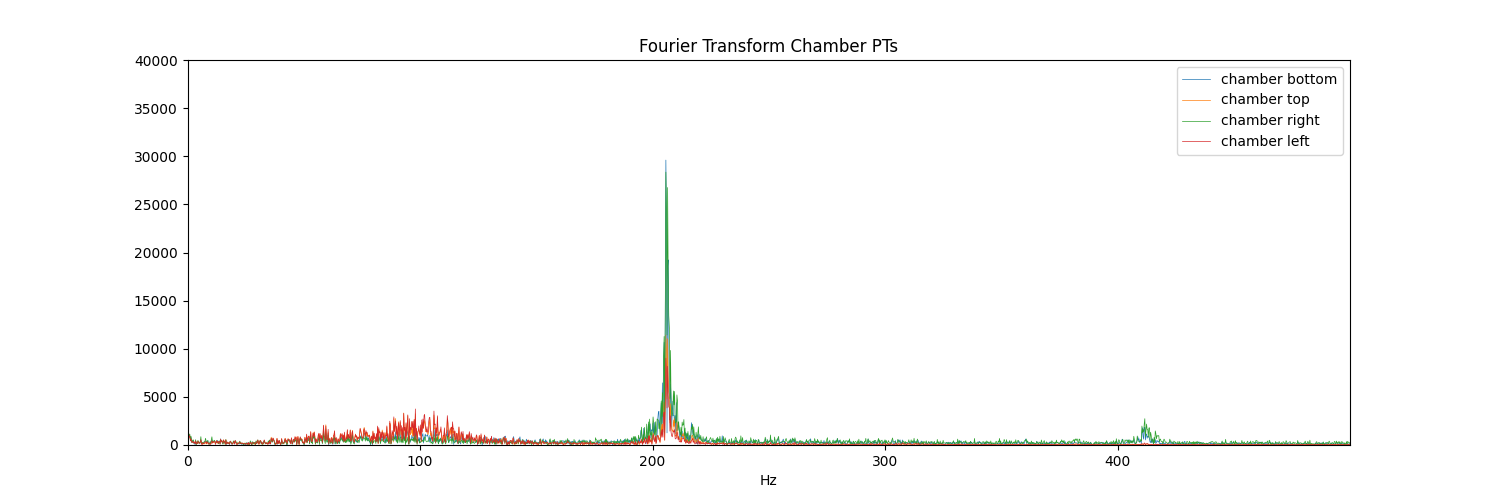 Fourier Transform Chamber PTs
40000
35000
30000
25000
20000
15000
10000
5000
0
chamber bottom
chamber top
chamber right
chamber left
0 100 200 300 400
Hz